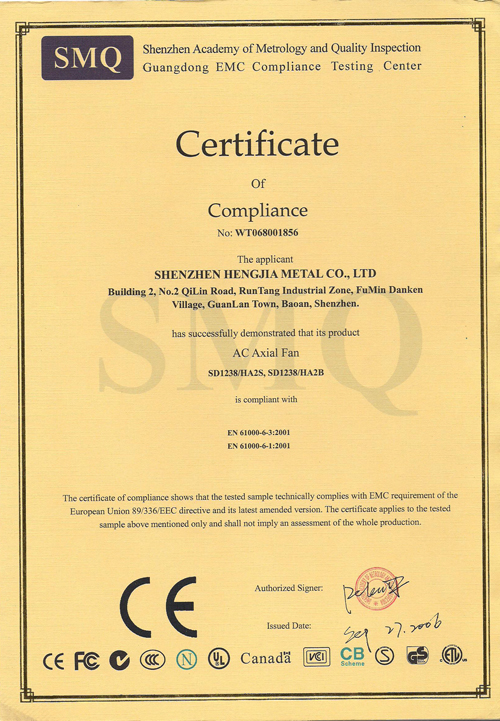 SMQ
Shenzhen Academy of Metrology and Quality Inspection
Guangdong EMC Compliance Testing Center
Certificate
Of
Compliance
No: WT068001856
The applicant
SHENZHEN HENGJIA METAL CO., LTD
Building 2, No.2 QiLin Road, RunTang Industrial Zone, FuMin Danken
Village, GuanLan Town, Baoan, Shenzhen.
has successfully demonstrated that its product
AC Axial Fan
SD1238/HA2S, SD1238/HA2B
is compliant with
SMQ
EN 61000-6-3:2001
EN 61000-6-1:2001
The certificate of compliance shows that the tested sample technically complies with EMC requirement of the
European Union 89/336/EEC directive and its latest amended version. The certificate applies to the tested
sample above mentioned only and shall not imply an assessment of the whole production.
CE
Authorized Signer:
Issued Date:
Sep 27. 2006
CE FC CCC N UL Canada VCI CB Scheme S GS ETL